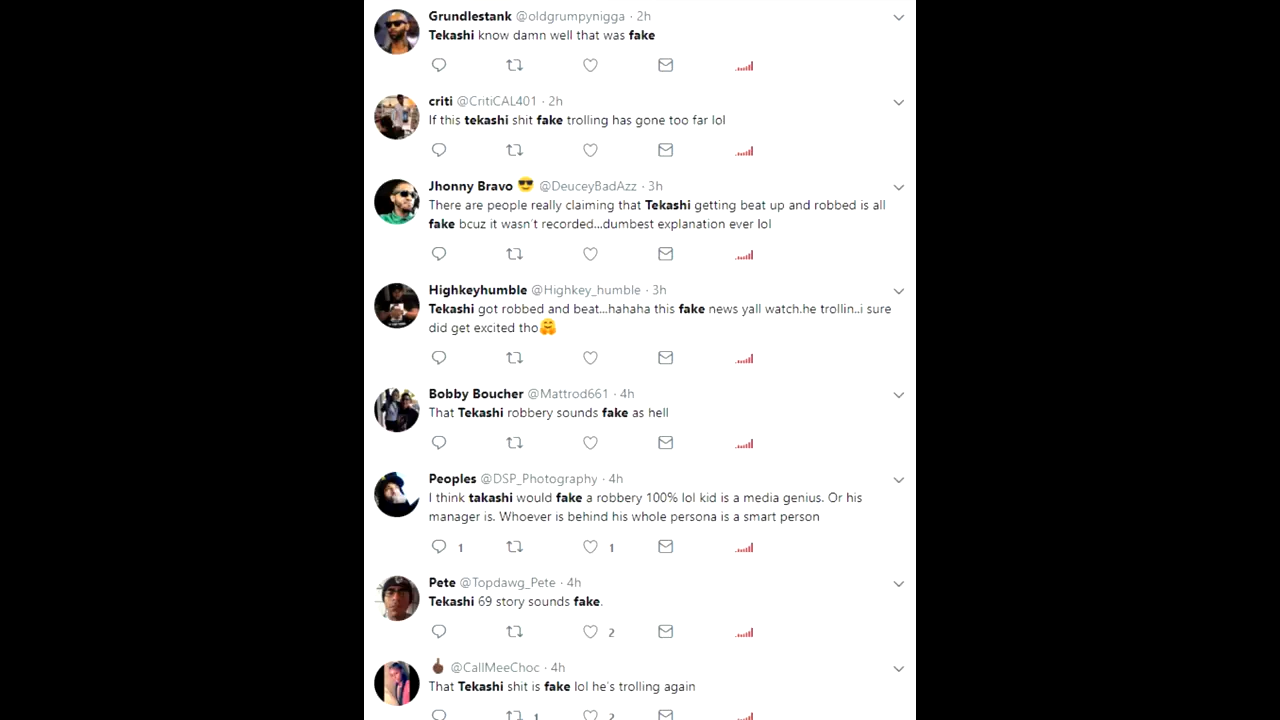 Grundlestank @oldgrumpynigga · 2h
Tekashi know damn well that was fake
criti @CritiCAL401 · 2h
If this tekashi shit fake trolling has gone too far lol
Jhonny Bravo 😎 @DeuceyBadAzz · 3h
There are people really claiming that Tekashi getting beat up and robbed is all
fake bcuz it wasn't recorded...dumbest explanation ever lol
Highkeyhumble @Highkey_humble · 3h
Tekashi got robbed and beat...hahaha this fake news yall watch.he trollin..i sure
did get excited tho🤗
Bobby Boucher @Mattrod661 · 4h
That Tekashi robbery sounds fake as hell
Peoples @DSP_Photography · 4h
I think takashi would fake a robbery 100% lol kid is a media genius. Or his
manager is. Whoever is behind his whole persona is a smart person
1 1
Pete @Topdawg_Pete · 4h
Tekashi 69 story sounds fake.
2
🖕🏿 @CallMeeChoc · 4h
That Tekashi shit is fake lol he's trolling again
1 2